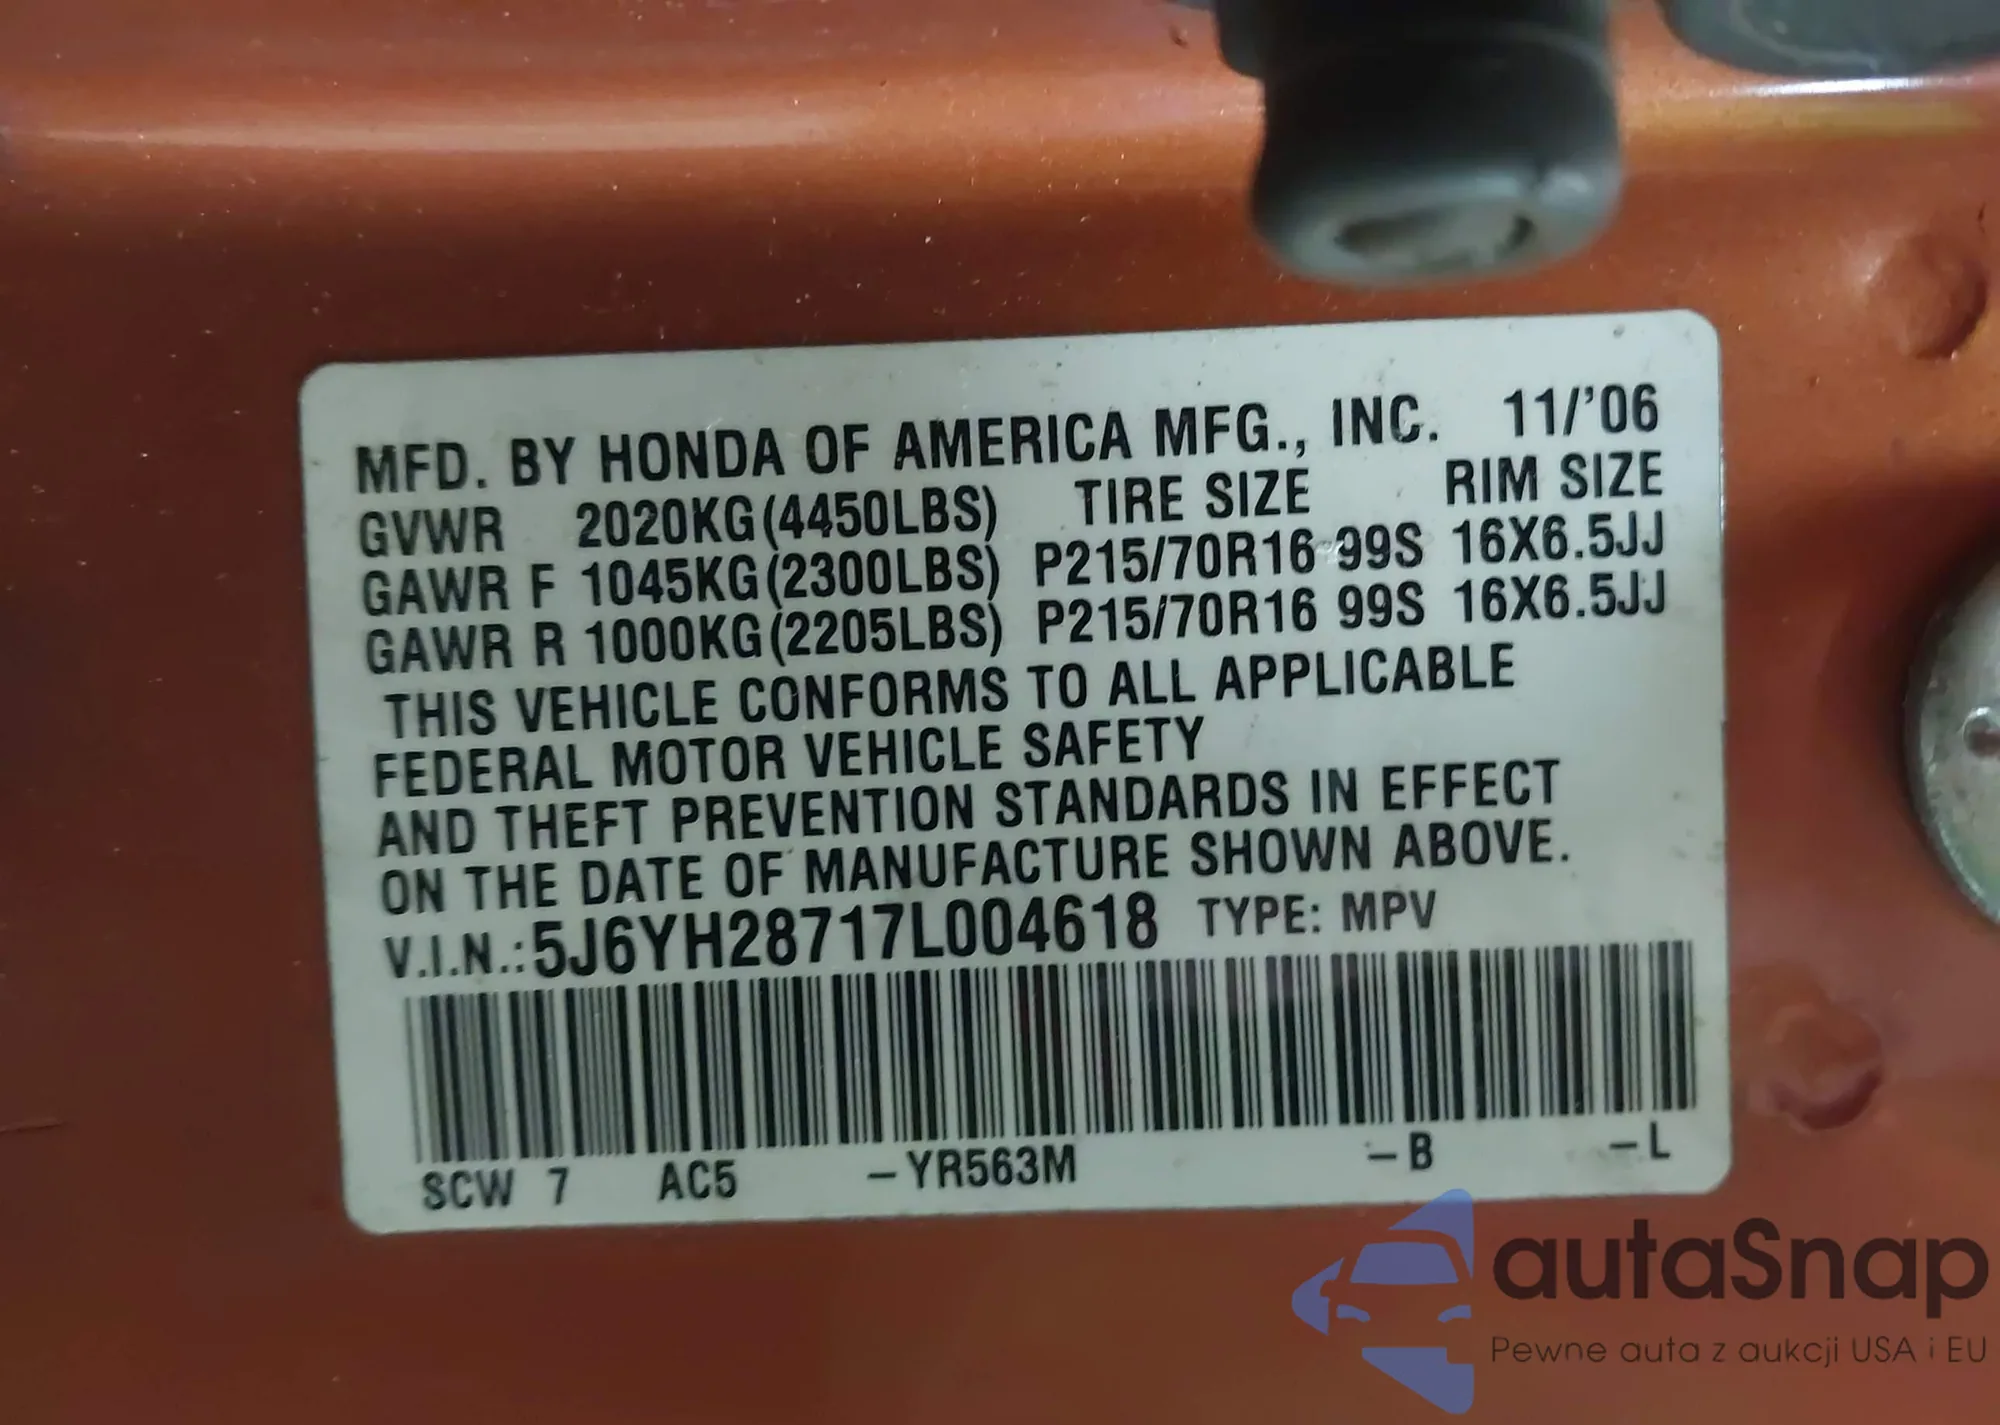 MFD. BY HONDA OF AMERICA MFG., INC. 11/'06
GVWR 2020KG(4450LBS) TIRE SIZE RIM SIZE
GAWR F 1045KG(2300LBS) P215/70R16 99S 16X6.5JJ
GAWR R 1000KG(2205LBS) P215/70R16 99S 16X6.5JJ
THIS VEHICLE CONFORMS TO ALL APPLICABLE
FEDERAL MOTOR VEHICLE SAFETY
AND THEFT PREVENTION STANDARDS IN EFFECT
ON THE DATE OF MANUFACTURE SHOWN ABOVE.
V.I.N.:5J6YH28717L004618 TYPE: MPV
SCW 7 AC5 –YR563M –B –L
autaSnap
Pewne auta z aukcji USA i EU